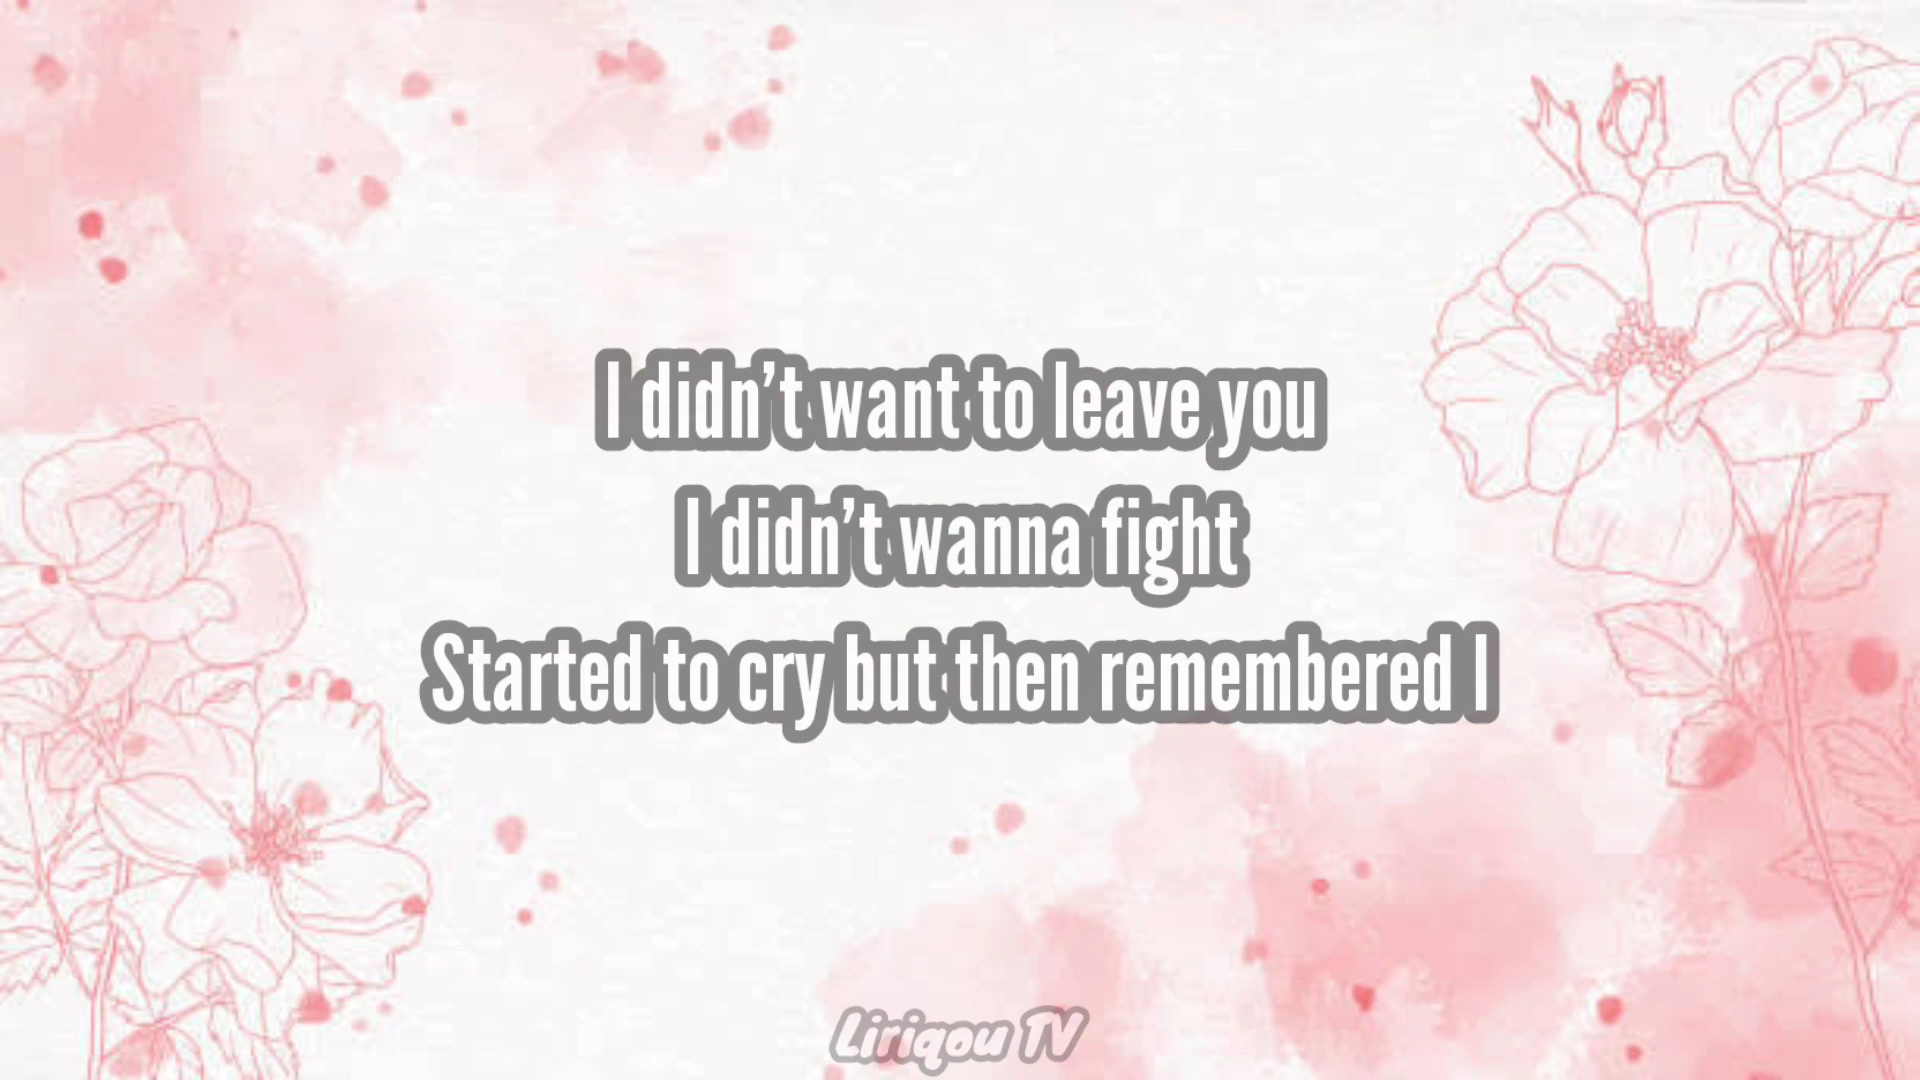 I didn’t want to leave you
I didn’t wanna fight
Started to cry but then remembered I
Liriqou TV